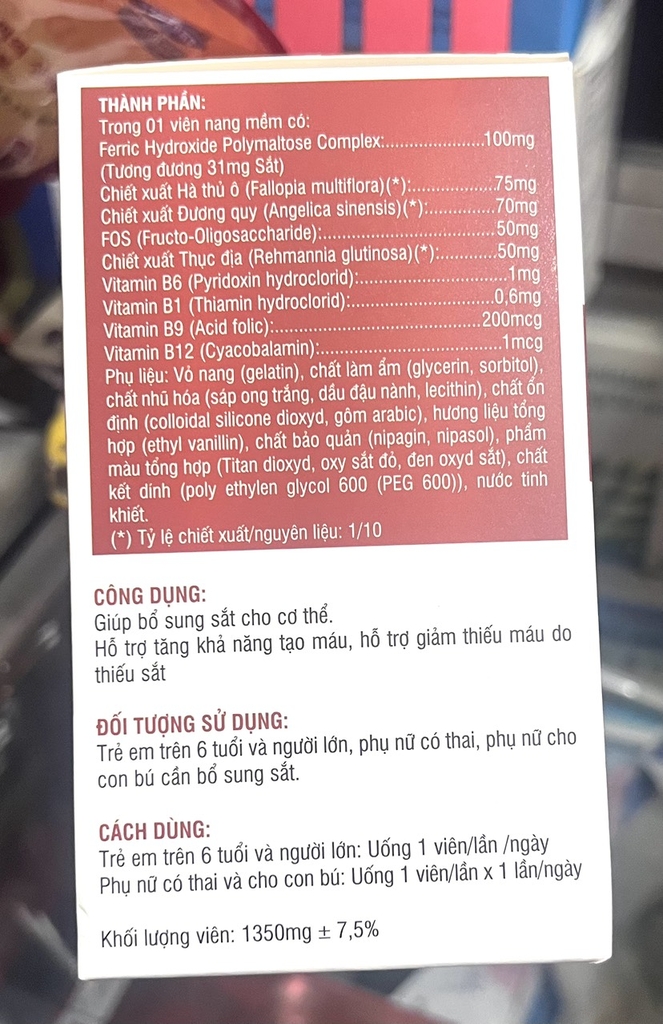 THÀNH PHẦN:
Trong 01 viên nang mềm có:
Ferric Hydroxide Polymaltose Complex:......................100mg
(Tương đương 31mg Sắt)
Chiết xuất Hà thủ ô (Fallopia multiflora)(*):..................75mg
Chiết xuất Đương quy (Angelica sinensis)(*):..............70mg
FOS (Fructo-Oligosaccharide):....................................50mg
Chiết xuất Thục địa (Rehmannia glutinosa)(*):............50mg
Vitamin B6 (Pyridoxin hydroclorid):..............................1mg
Vitamin B1 (Thiamin hydroclorid):.............................0,6mg
Vitamin B9 (Acid folic):...........................................200mcg
Vitamin B12 (Cyacobalamin):.....................................1mcg
Phụ liệu: Vỏ nang (gelatin), chất làm ẩm (glycerin, sorbitol),
chất nhũ hóa (sáp ong trắng, dầu đậu nành, lecithin), chất ổn
định (colloidal silicone dioxyd, gôm arabic), hương liệu tổng
hợp (ethyl vanillin), chất bảo quản (nipagin, nipasol), phẩm
màu tổng hợp (Titan dioxyd, oxy sắt đỏ, đen oxyd sắt), chất
kết dính (poly ethylen glycol 600 (PEG 600)), nước tinh
khiết.
(*) Tỷ lệ chiết xuất/nguyên liệu: 1/10
CÔNG DỤNG:
Giúp bổ sung sắt cho cơ thể.
Hỗ trợ tăng khả năng tạo máu, hỗ trợ giảm thiếu máu do
thiếu sắt
ĐỐI TƯỢNG SỬ DỤNG:
Trẻ em trên 6 tuổi và người lớn, phụ nữ có thai, phụ nữ cho
con bú cần bổ sung sắt.
CÁCH DÙNG:
Trẻ em trên 6 tuổi và người lớn: Uống 1 viên/lần /ngày
Phụ nữ có thai và cho con bú: Uống 1 viên/lần x 1 lần/ngày
Khối lượng viên: 1350mg ± 7,5%